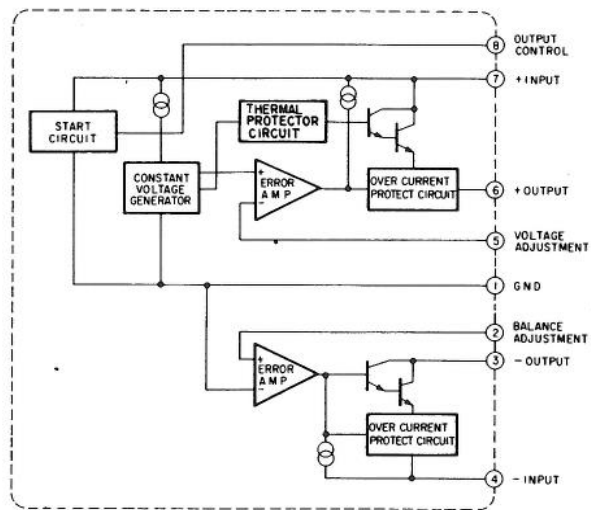 8 OUTPUT
CONTROL
7 +INPUT
START
CIRCUIT
THERMAL
PROTECTOR
CIRCUIT
CONSTANT
VOLTAGE
GENERATOR
+
ERROR
AMP
-
OVER CURRENT
PROTECT CIRCUIT
6 +OUTPUT
5 VOLTAGE
ADJUSTMENT
1 GND
2 BALANCE
ADJUSTMENT
+
ERROR
AMP
-
3 -OUTPUT
OVER CURRENT
PROTECT CIRCUIT
4 -INPUT